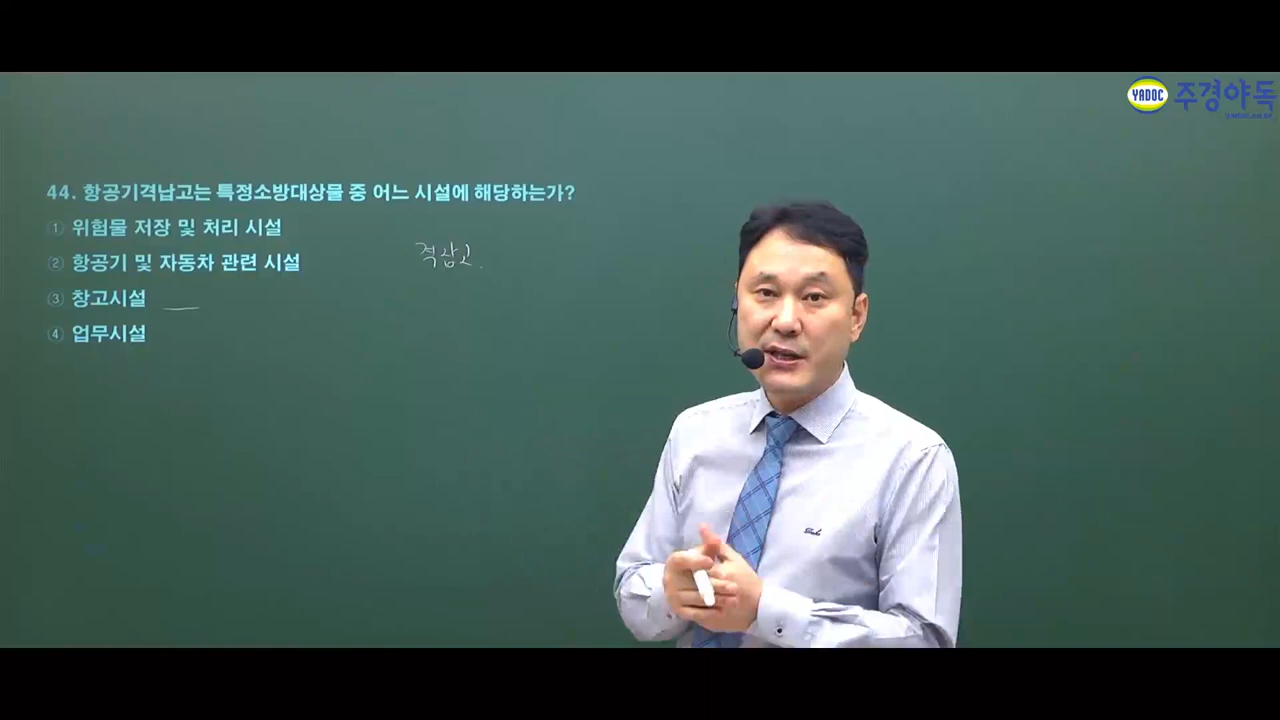 YADOC 주경야독
44. 항공기격납고는 특정소방대상물 중 어느 시설에 해당하는가?
① 위험물 저장 및 처리 시설
② 항공기 및 자동차 관련 시설
격납고.
③ 창고시설
④ 업무시설